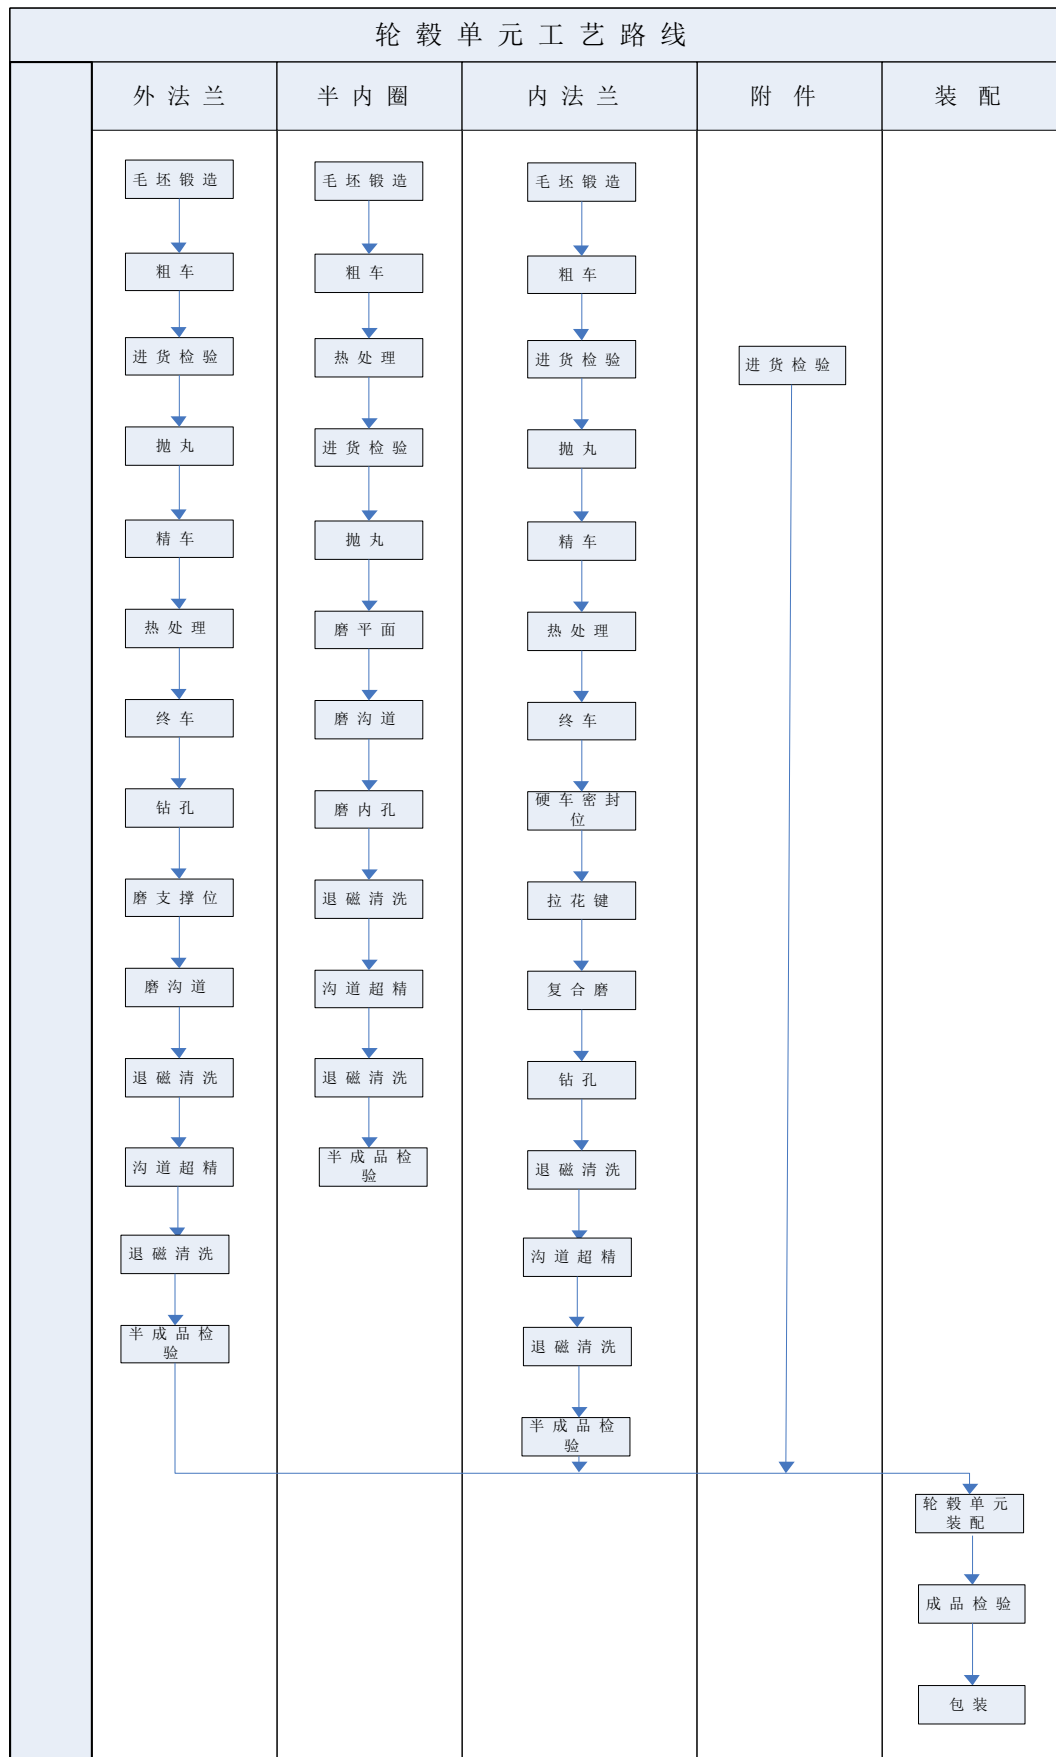 轮毂单元工艺路线
外法兰
半内圈
内法兰
附件
装配
毛坯锻造
粗车
进货检验
抛丸
精车
热处理
终车
钻孔
磨支撑位
磨沟道
退磁清洗
沟道超精
退磁清洗
半成品检
验
毛坯锻造
粗车
热处理
进货检验
抛丸
磨平面
磨沟道
磨内孔
退磁清洗
沟道超精
退磁清洗
半成品检
验
毛坯锻造
粗车
进货检验
抛丸
精车
热处理
终车
硬车密封
位
拉花键
复合磨
钻孔
退磁清洗
沟道超精
退磁清洗
半成品检
验
进货检验
轮毂单元
装配
成品检验
包装